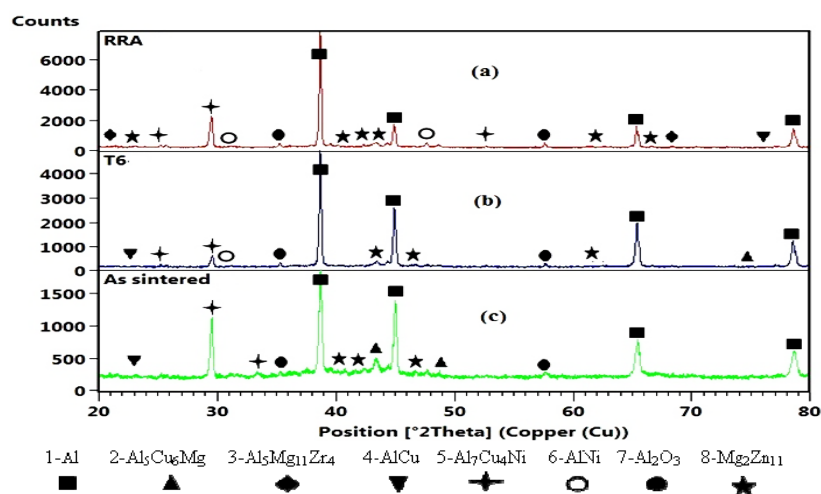 Counts
RRA
(a)
6000
4000
2000
0
T6
(b)
4000
3000
2000
1000
0
As sintered
(c)
1500
1000
500
0
20 30 40 50 60 70 80
Position [°2Theta] (Copper (Cu))
1-Al 2-Al5Cu6Mg 3-Al5Mg11Zr4 4-AlCu 5-Al7Cu4Ni 6-AlNi 7-Al2O3 8-Mg2Zn11